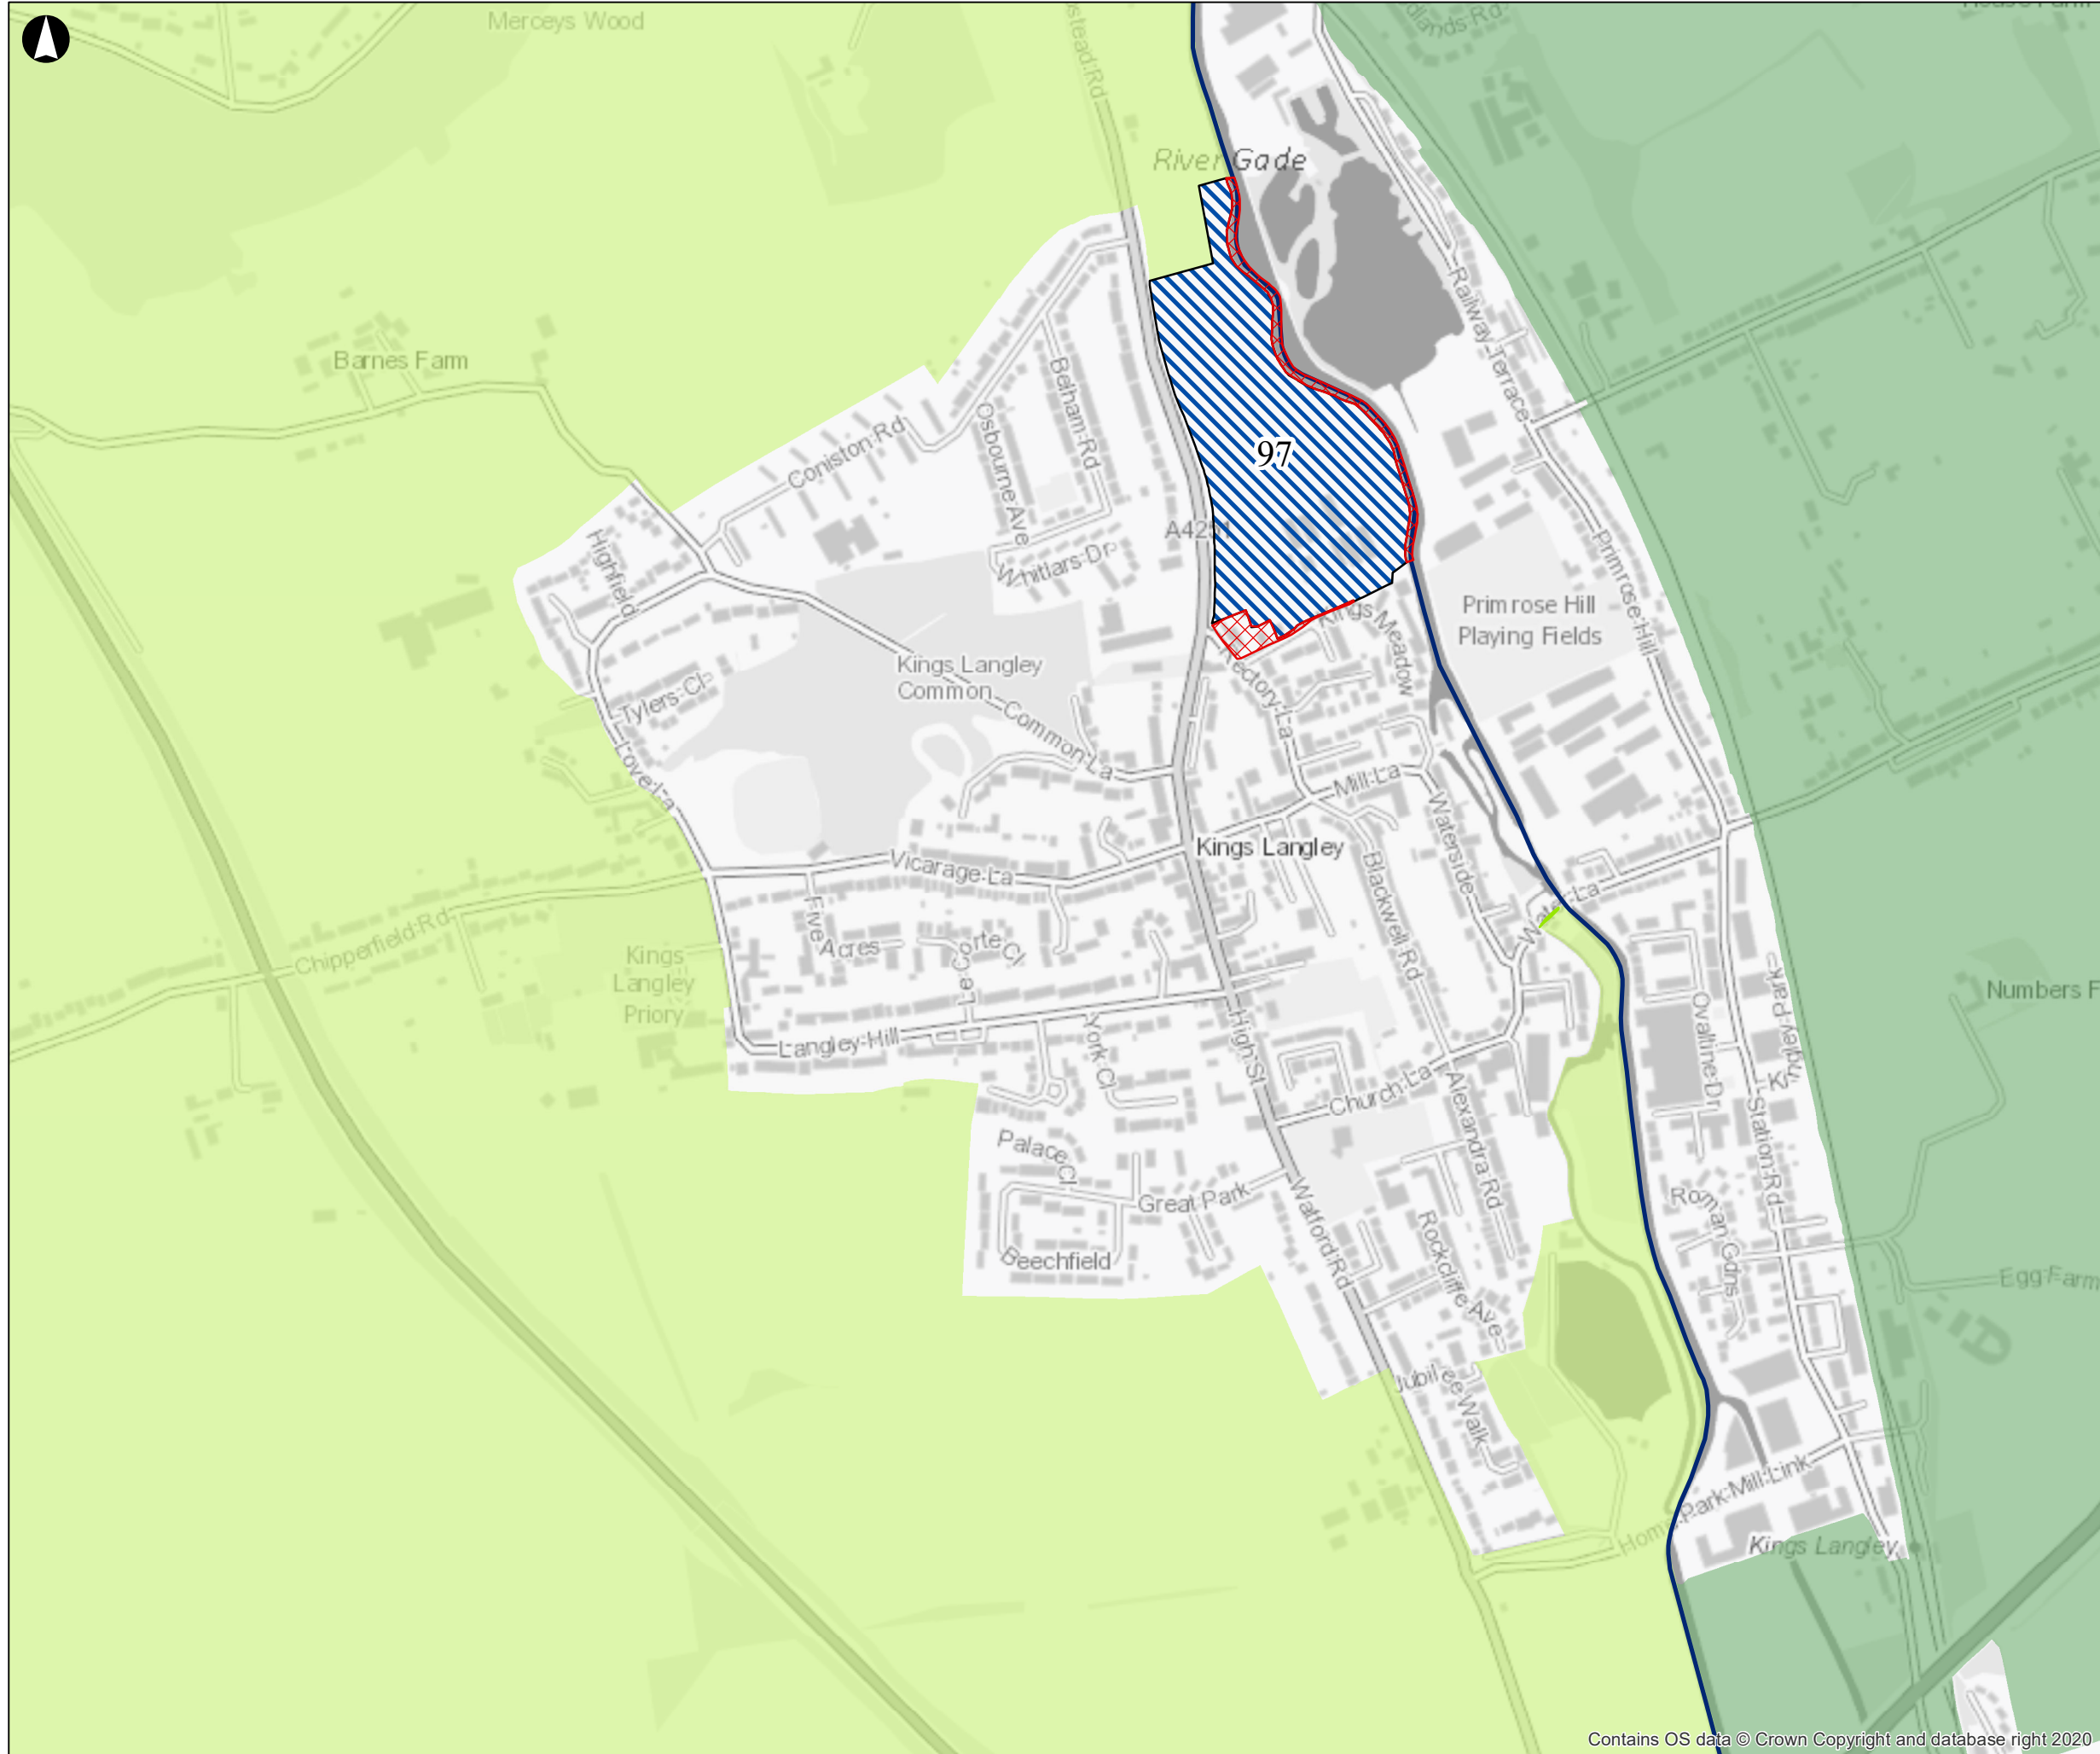 Merceys Wood
River Gade
Barnes Farm
Railway Terrace
Belham Rd
Osbourne Ave
Coniston Rd
97
A4251
Highfield
Whitlars Dr
Primrose Hill
Primrose Hill
Playing Fields
Kings Meadow
Kings Langley
Common
Rectory La
Tylers Cl
Common La
Love La
Mill La
Waterside
Kings Langley
Vicarage La
Blackwell Rd
Water La
Five
Acres
Chipperfield Rd
Kings
Langley
Priory
Numbers F
Ovaltine Dr
Langley Hill
York Cl
High St
Church La
Alexandra Rd
Station Rd
Palace Cl
Great Park
Watford Rd
Rockcliffe Ave
Roman Gdns
Beechfield
Egg Farm
Jubilee Walk
Home Park Mill Link
Kings Langley
Contains OS data © Crown Copyright and database right 2020